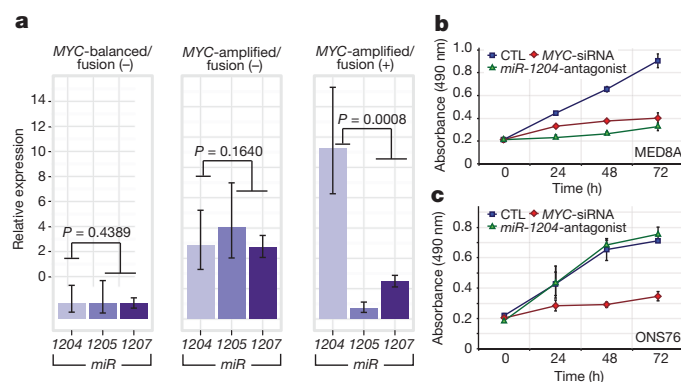 a
MYC-balanced/
fusion (–)
MYC-amplified/
fusion (–)
MYC-amplified/
fusion (+)
Relative expression
14
12
10
8
6
4
2
0
P = 0.4389
P = 0.1640
P = 0.0008
1204 1205 1207
miR
1204 1205 1207
miR
1204 1205 1207
miR
b
Absorbance (490 nm)
1.0
0.8
0.6
0.4
0.2
0
CTL MYC-siRNA
miR-1204-antagonist
MED8A
0 24 48 72
Time (h)
c
Absorbance (490 nm)
0.8
0.6
0.4
0.2
0
CTL MYC-siRNA
miR-1204-antagonist
ONS76
0 24 48 72
Time (h)